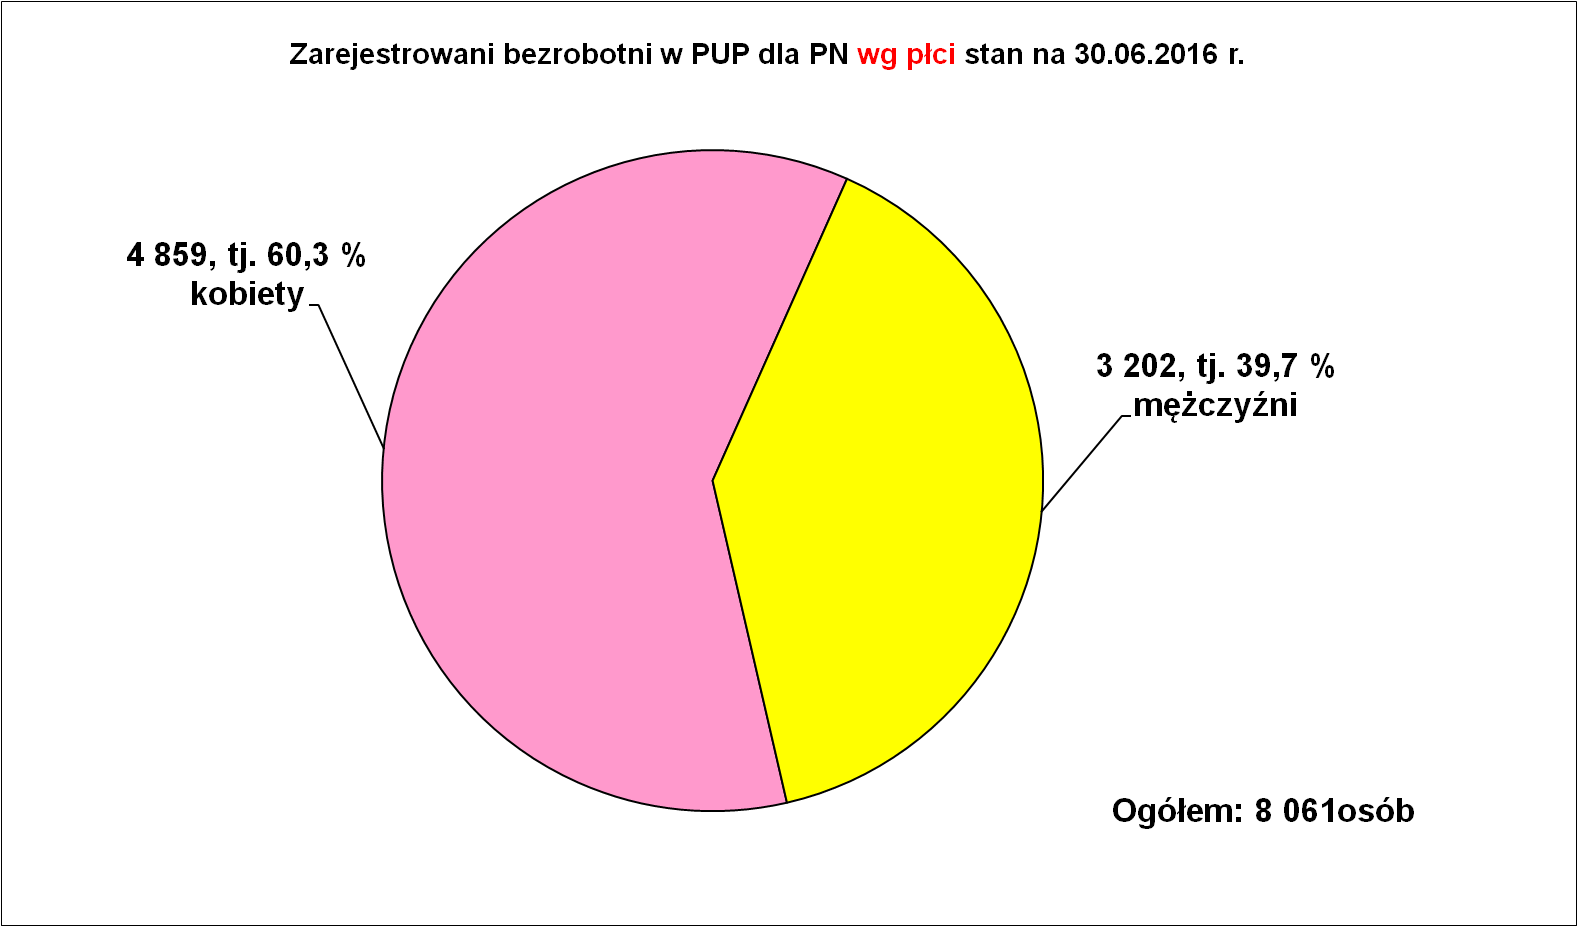 Zarejestrowani bezrobotni w PUP dla PN wg płci stan na 30.06.2016 r.
4 859, tj. 60,3 %
kobiety
3 202, tj. 39,7 %
mężczyźni
Ogółem: 8 061osób